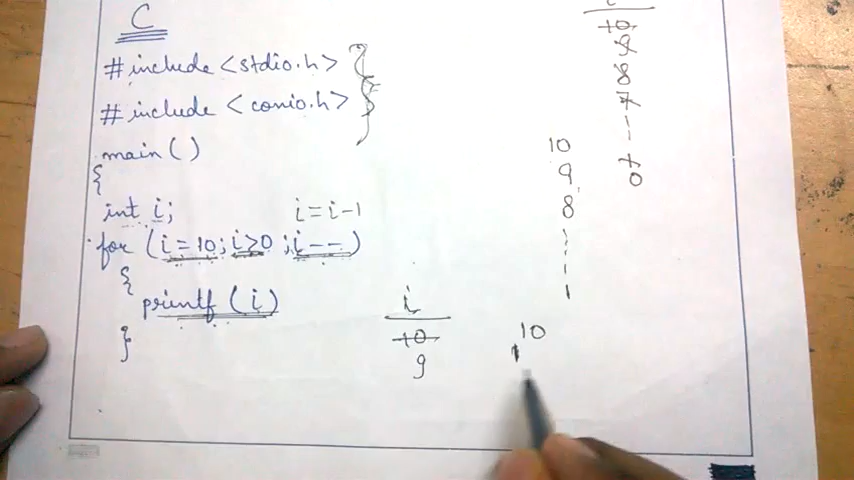 C
# include <stdio.h>
# include <conio.h>
main ( )
{
int i; i = i-1
for (i = 10; i>0 ; i--)
{
printf (i)
}
i
10
9
10
10
9
8
1
10
9
8
7
0